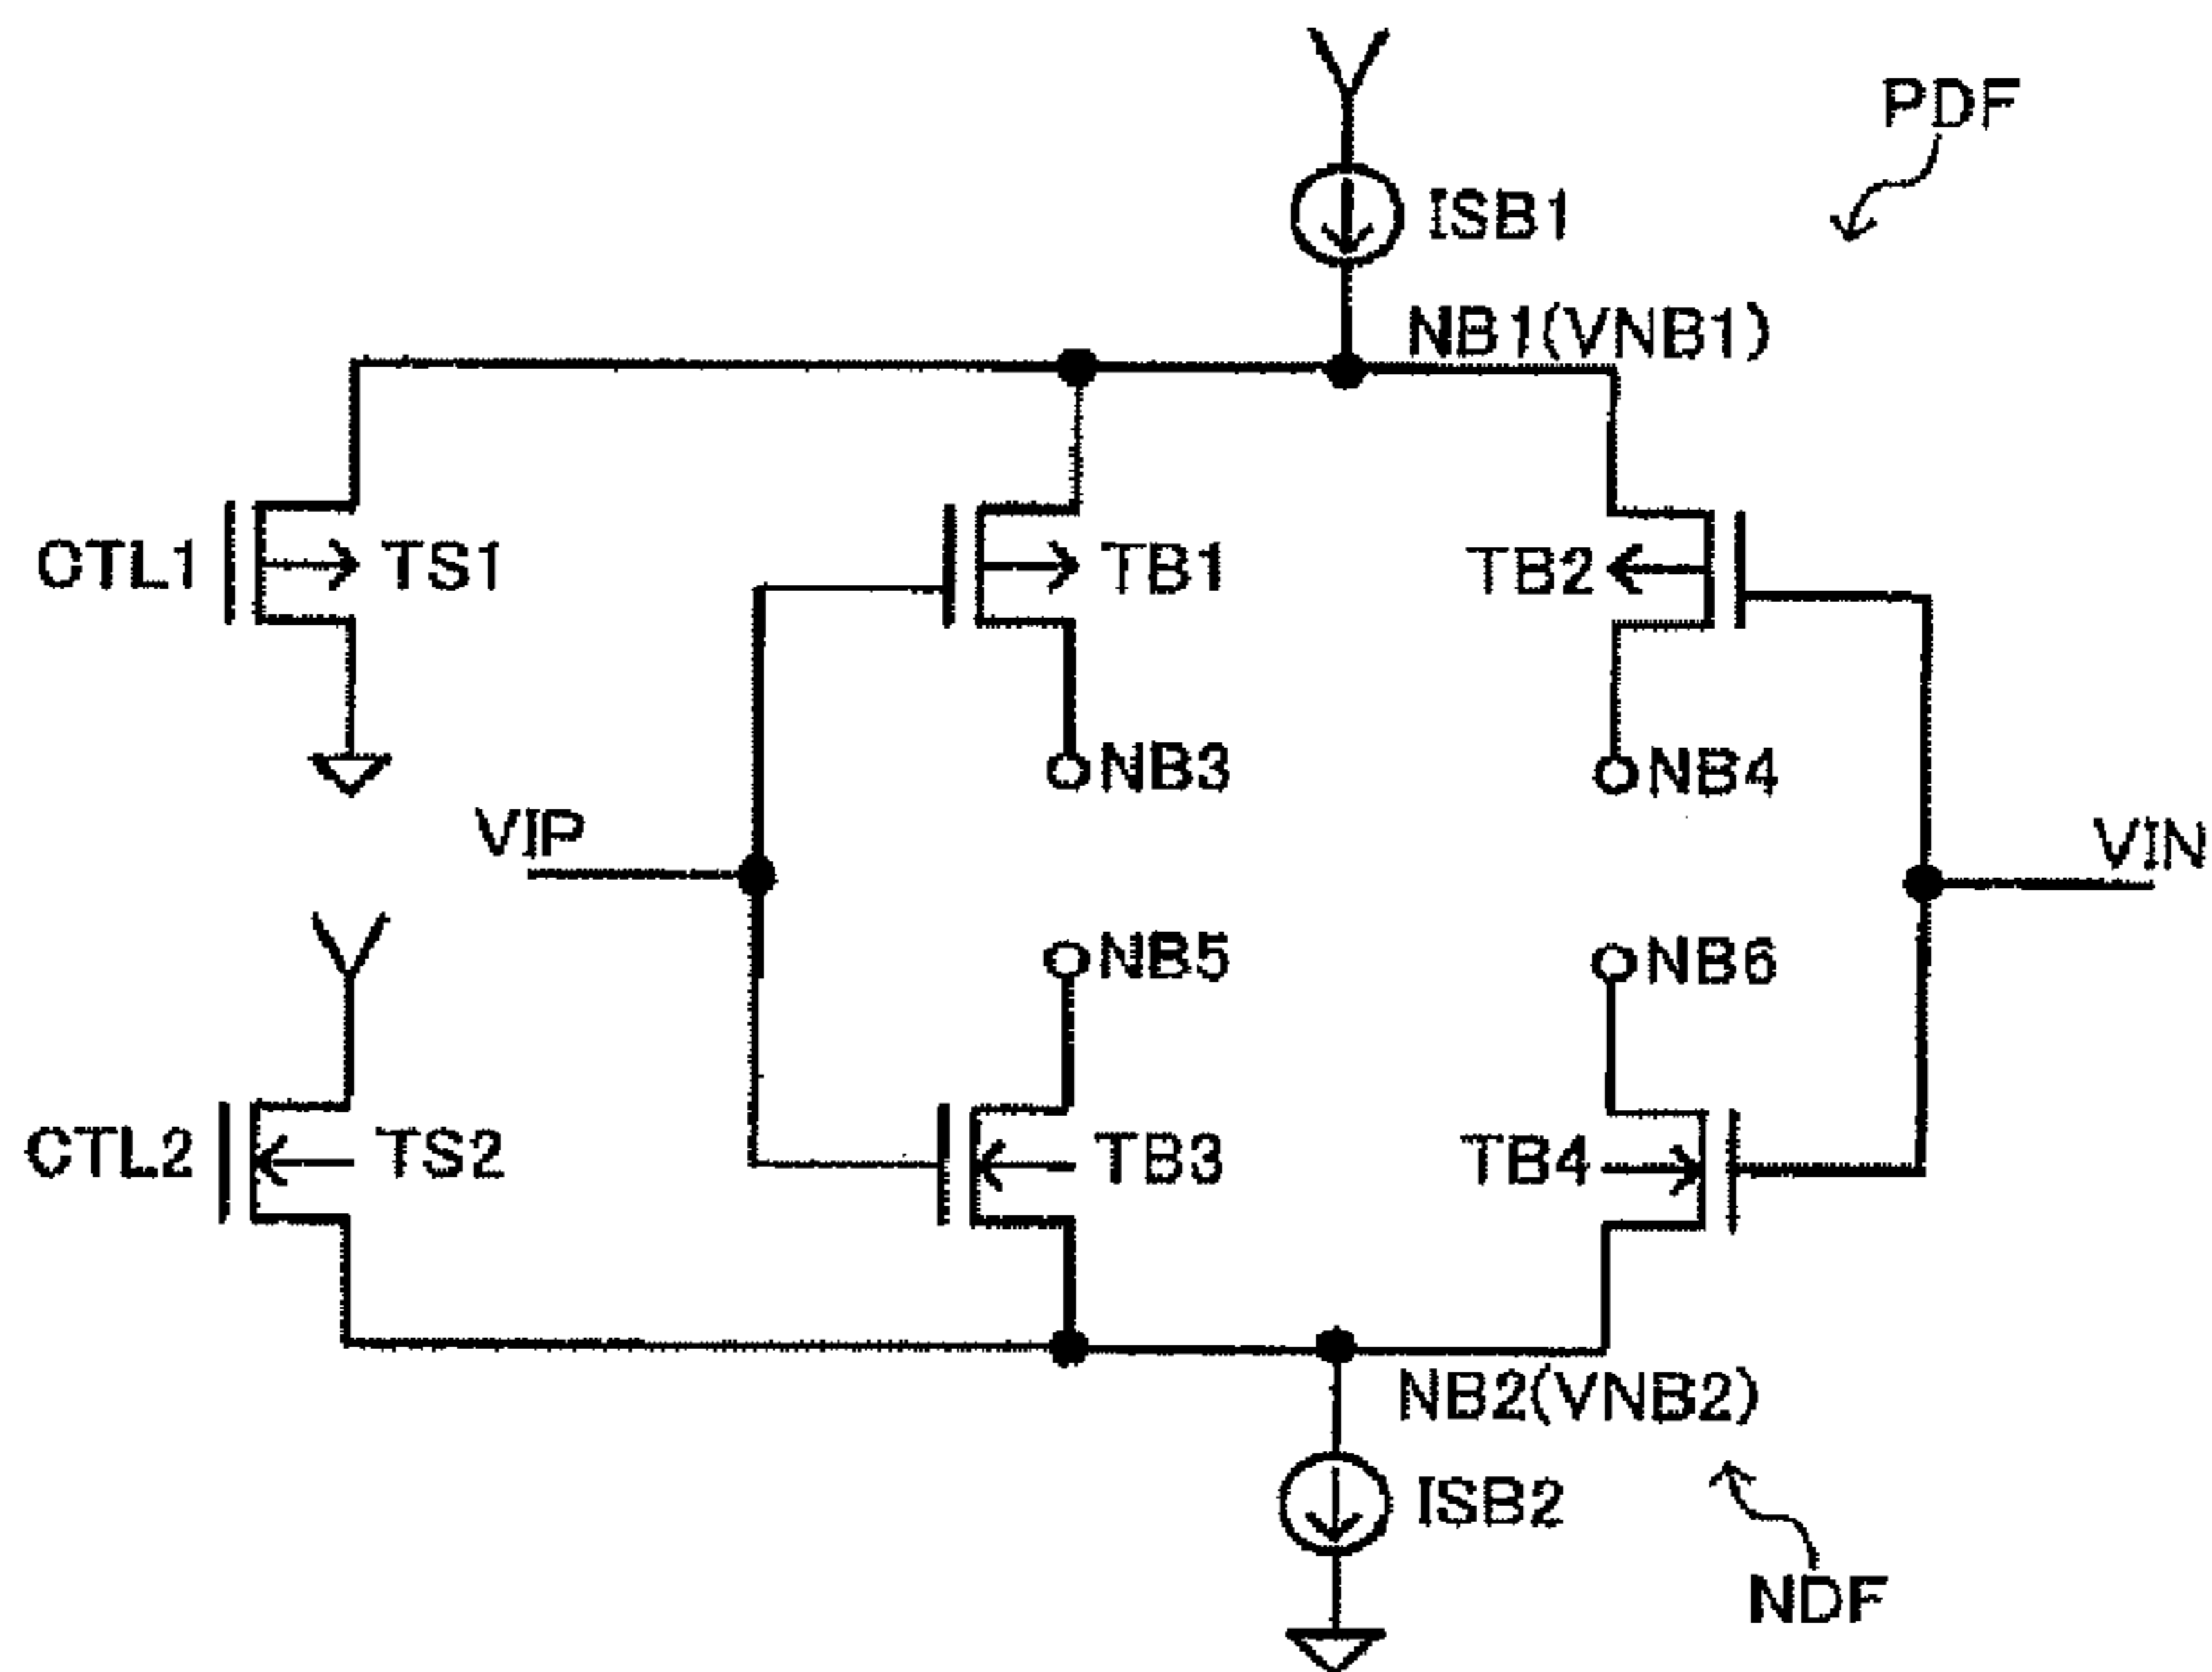 PDF
ISB1
NB1(VNB1)
CTL1 TS1 TB1 TB2
NB3 NB4
VIP VIN
NB5 NB6
CTL2 TS2 TB3 TB4
NB2(VNB2)
ISB2
NDF